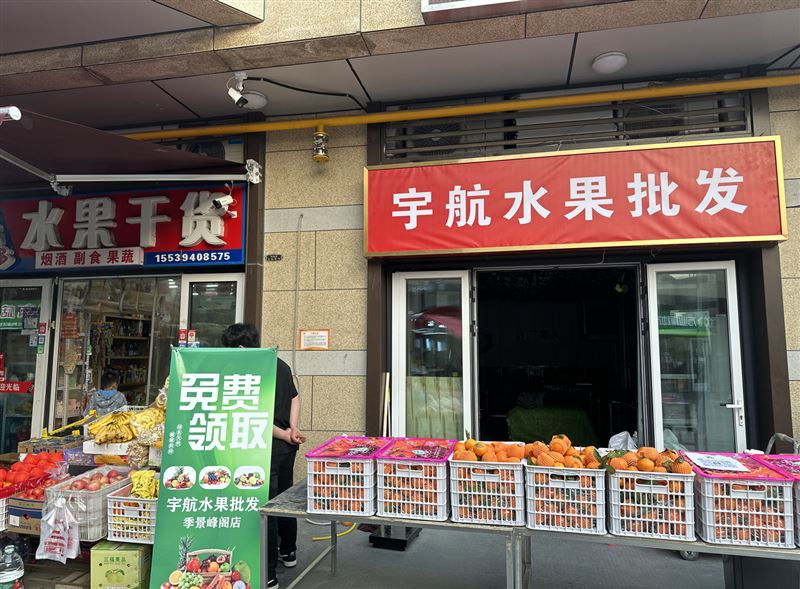 宇航水果批发
水果干货
烟酒 副食 果蔬
15539408575
免费
领取
宇航水果批发
季景峰阁店